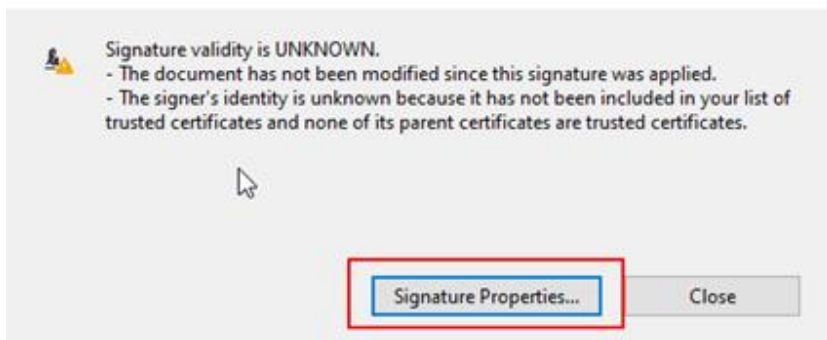 Signature validity is UNKNOWN.
- The document has not been modified since this signature was applied.
- The signer's identity is unknown because it has not been included in your list of
trusted certificates and none of its parent certificates are trusted certificates.
Signature Properties...
Close